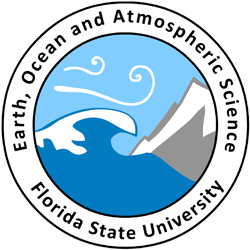 Earth, Ocean and Atmospheric Science
Florida State University